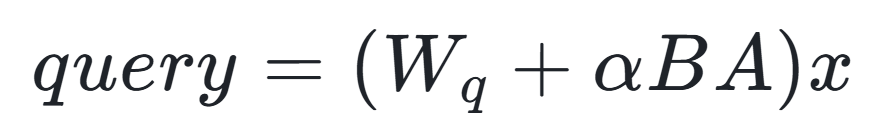 query = (W_q + αBA)x